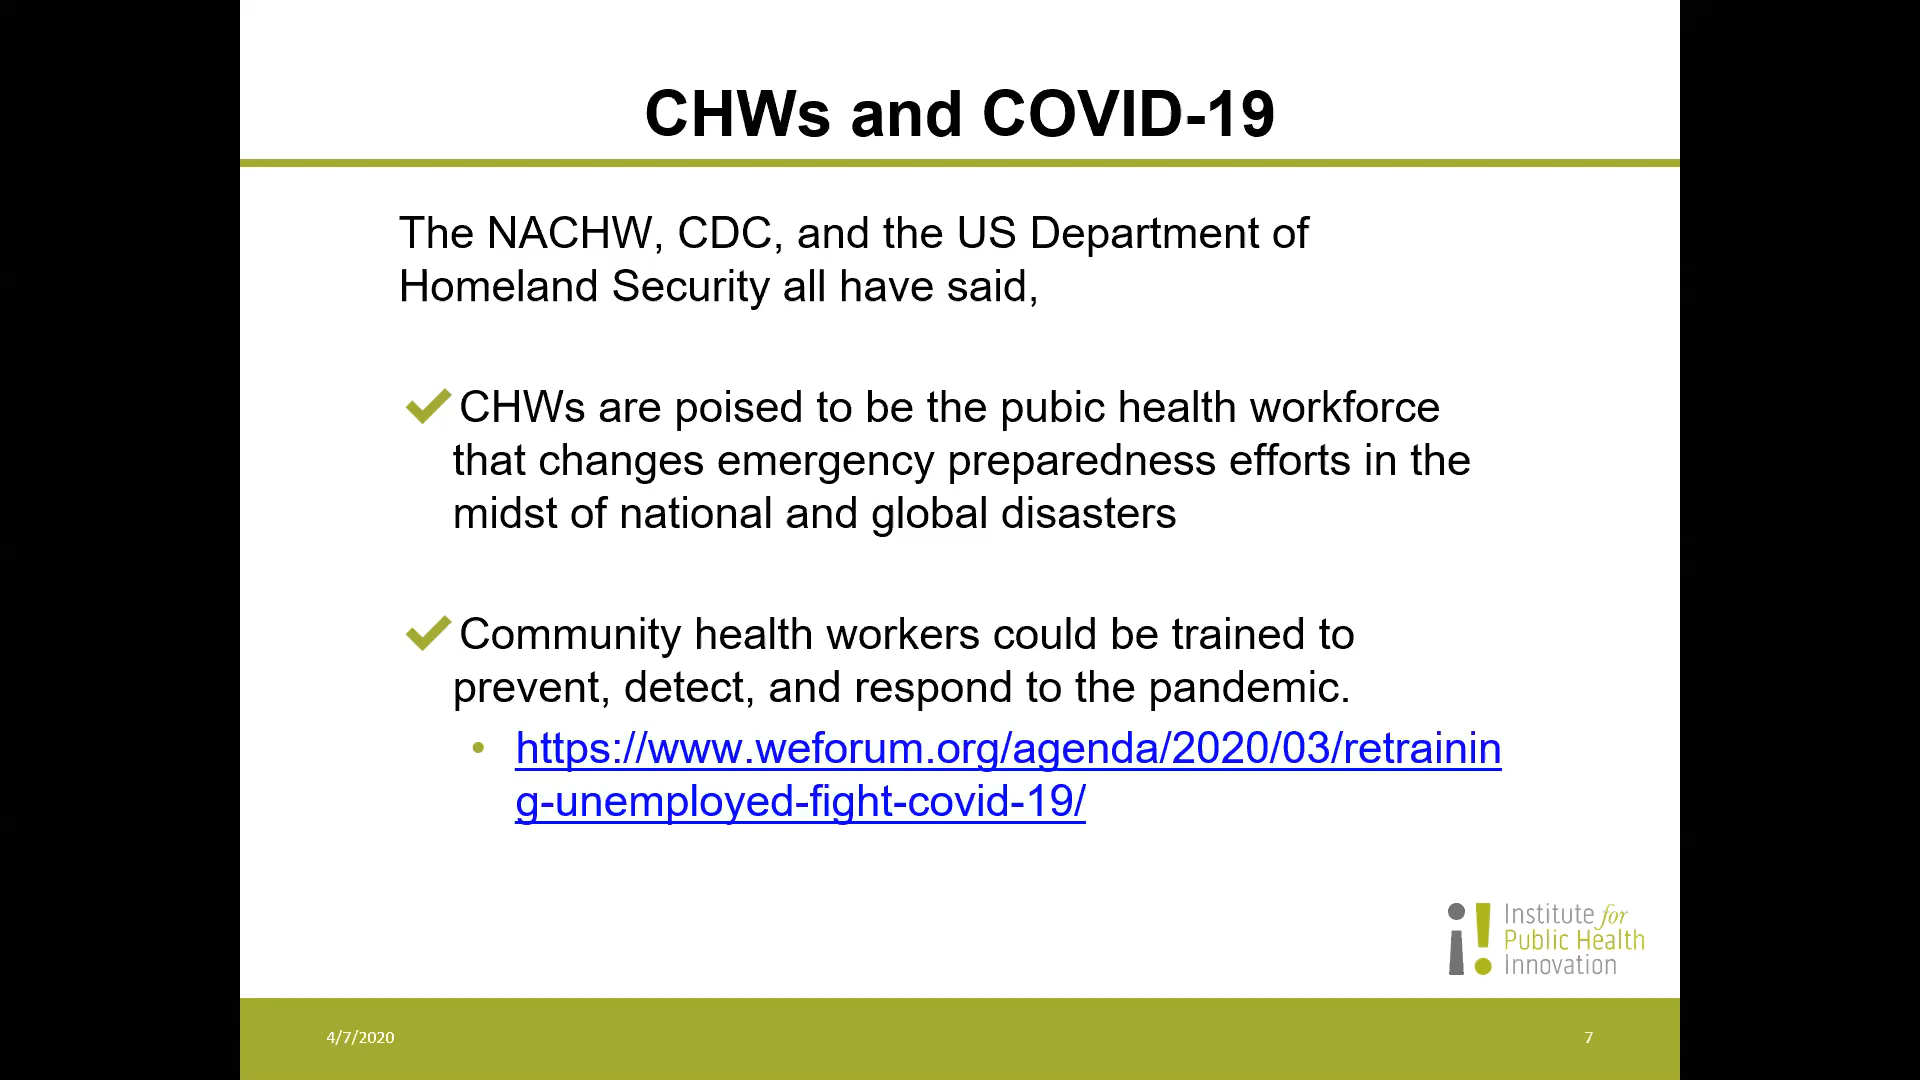 CHWs and COVID-19
The NACHW, CDC, and the US Department of
Homeland Security all have said,
CHWs are poised to be the pubic health workforce
that changes emergency preparedness efforts in the
midst of national and global disasters
Community health workers could be trained to
prevent, detect, and respond to the pandemic.
• https://www.weforum.org/agenda/2020/03/retrainin
g-unemployed-fight-covid-19/
Institute for
Public Health
Innovation
4/7/2020
7